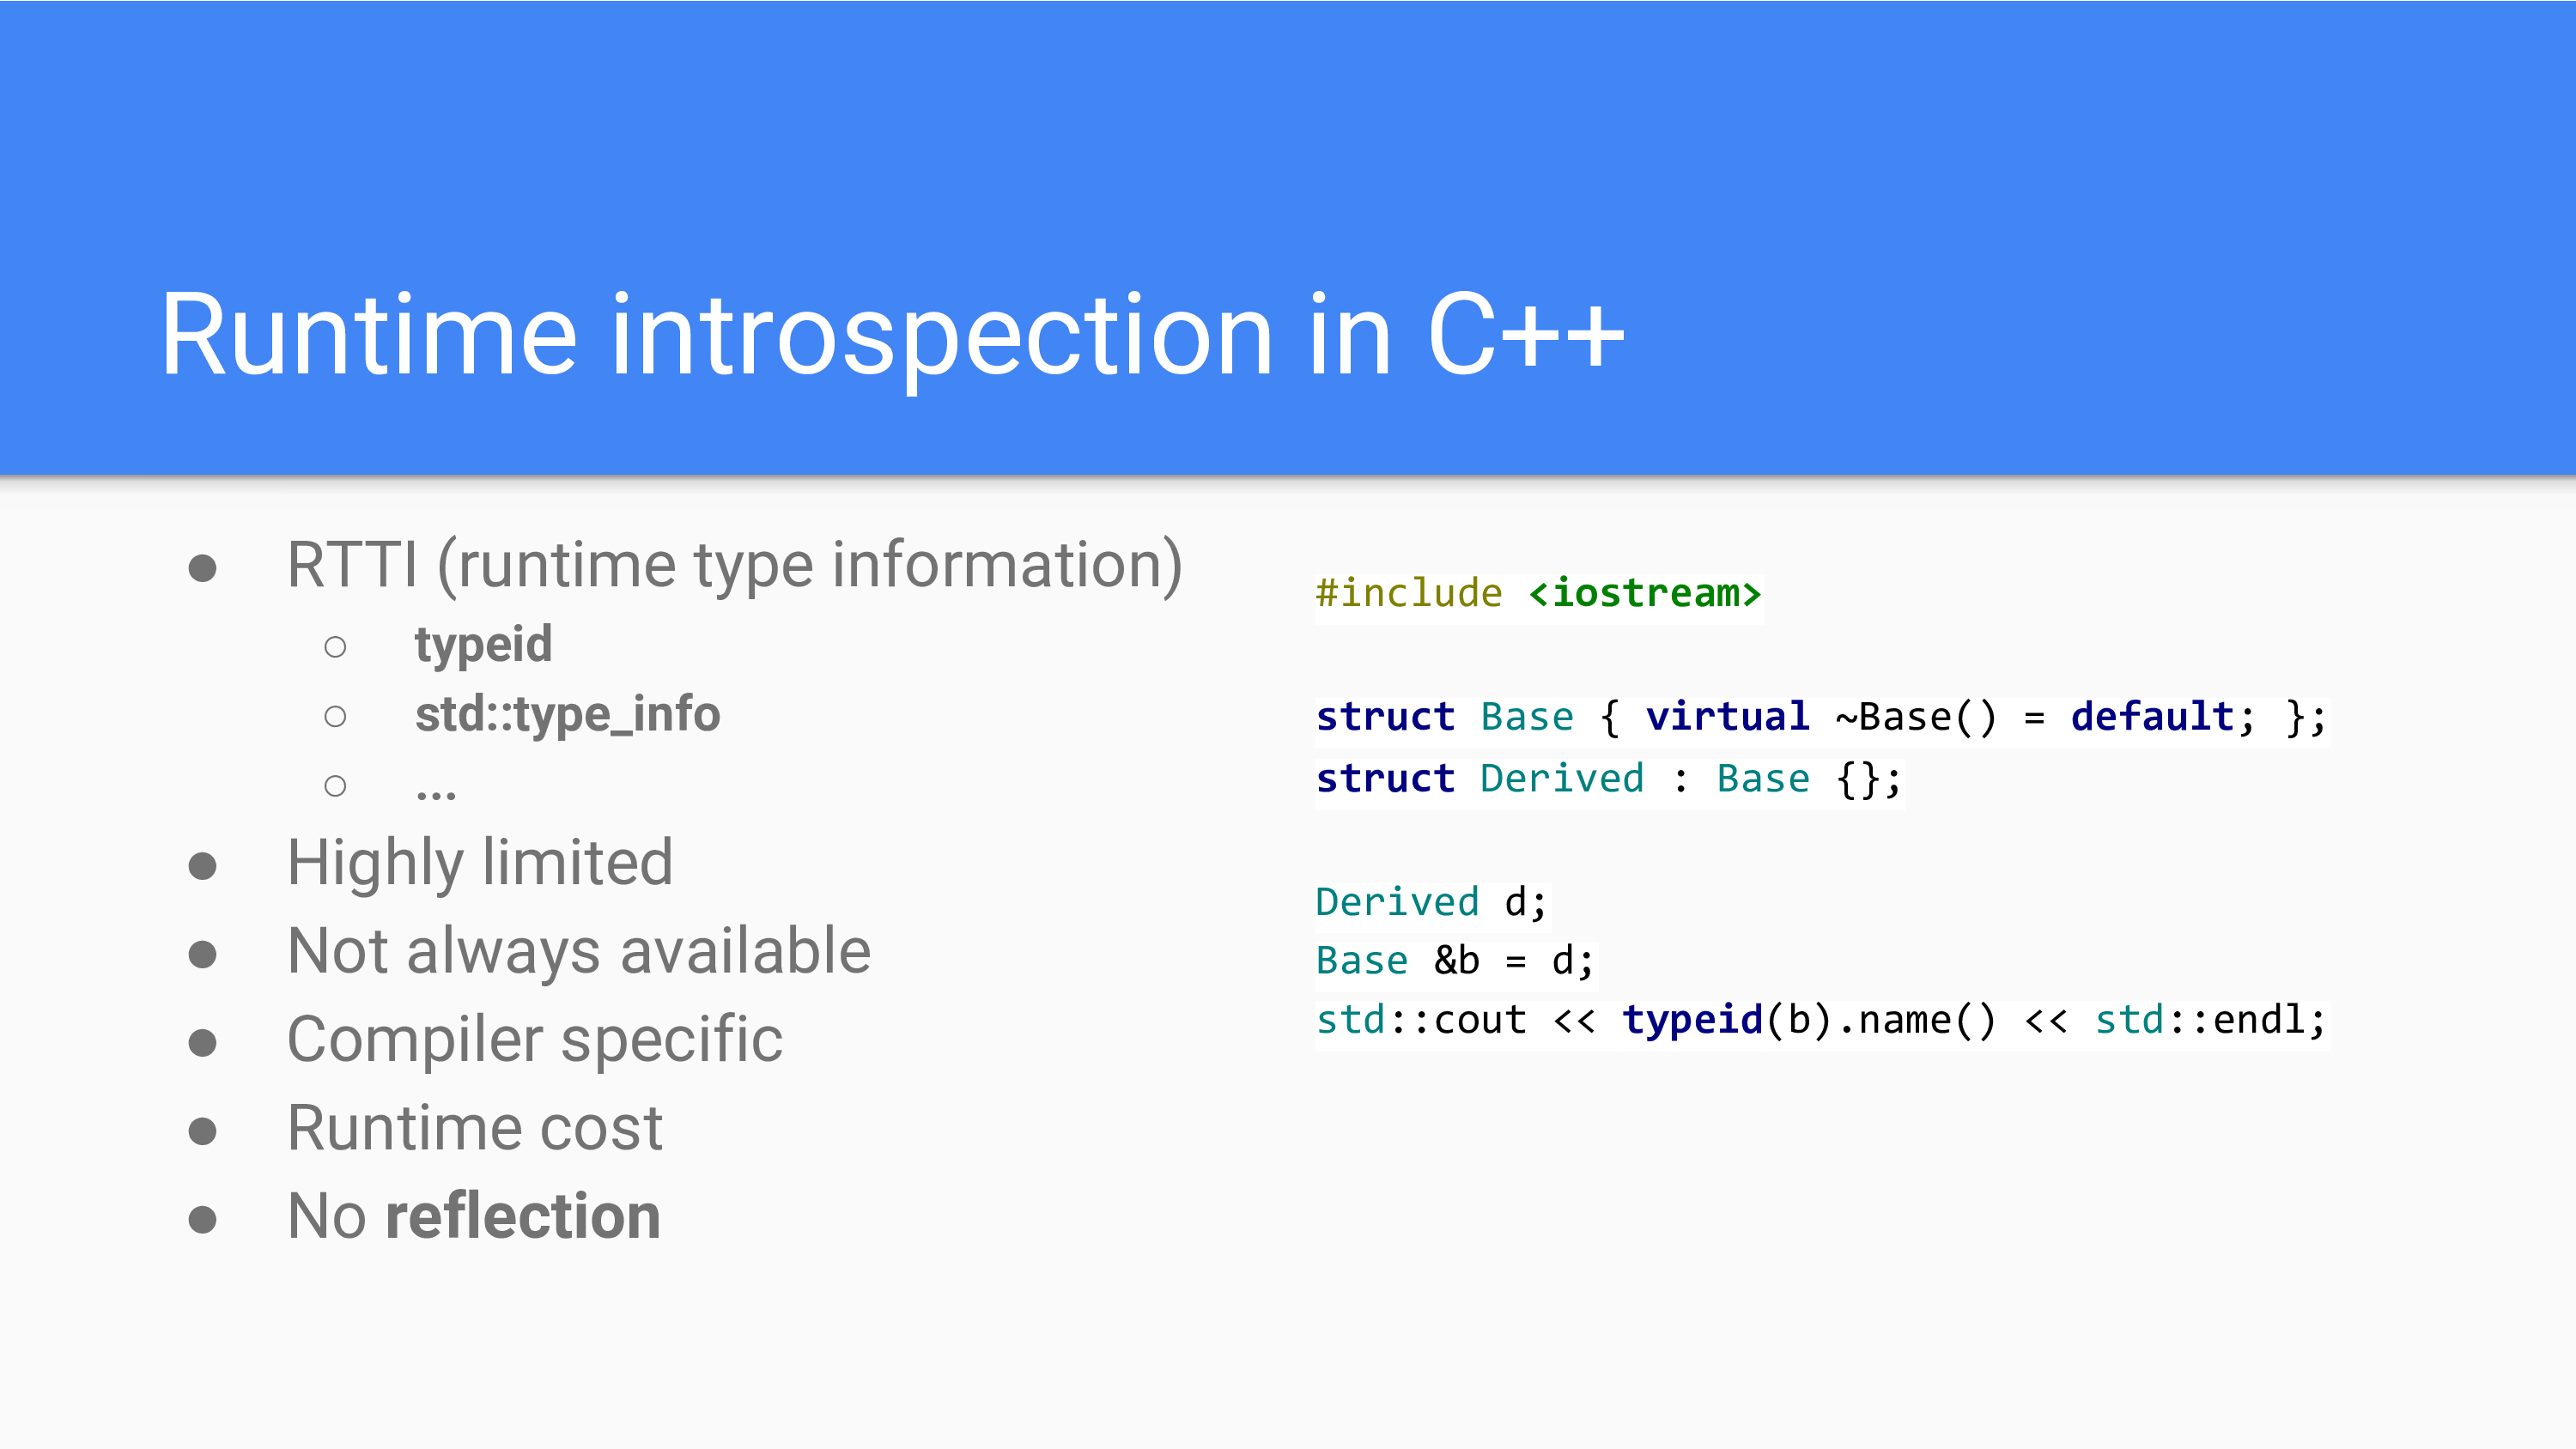 Runtime introspection in C++
● RTTI (runtime type information)
○ typeid
○ std::type_info
○ ...
● Highly limited
● Not always available
● Compiler specific
● Runtime cost
● No reflection
#include <iostream>
struct Base { virtual ~Base() = default; };
struct Derived : Base {};
Derived d;
Base &b = d;
std::cout << typeid(b).name() << std::endl;